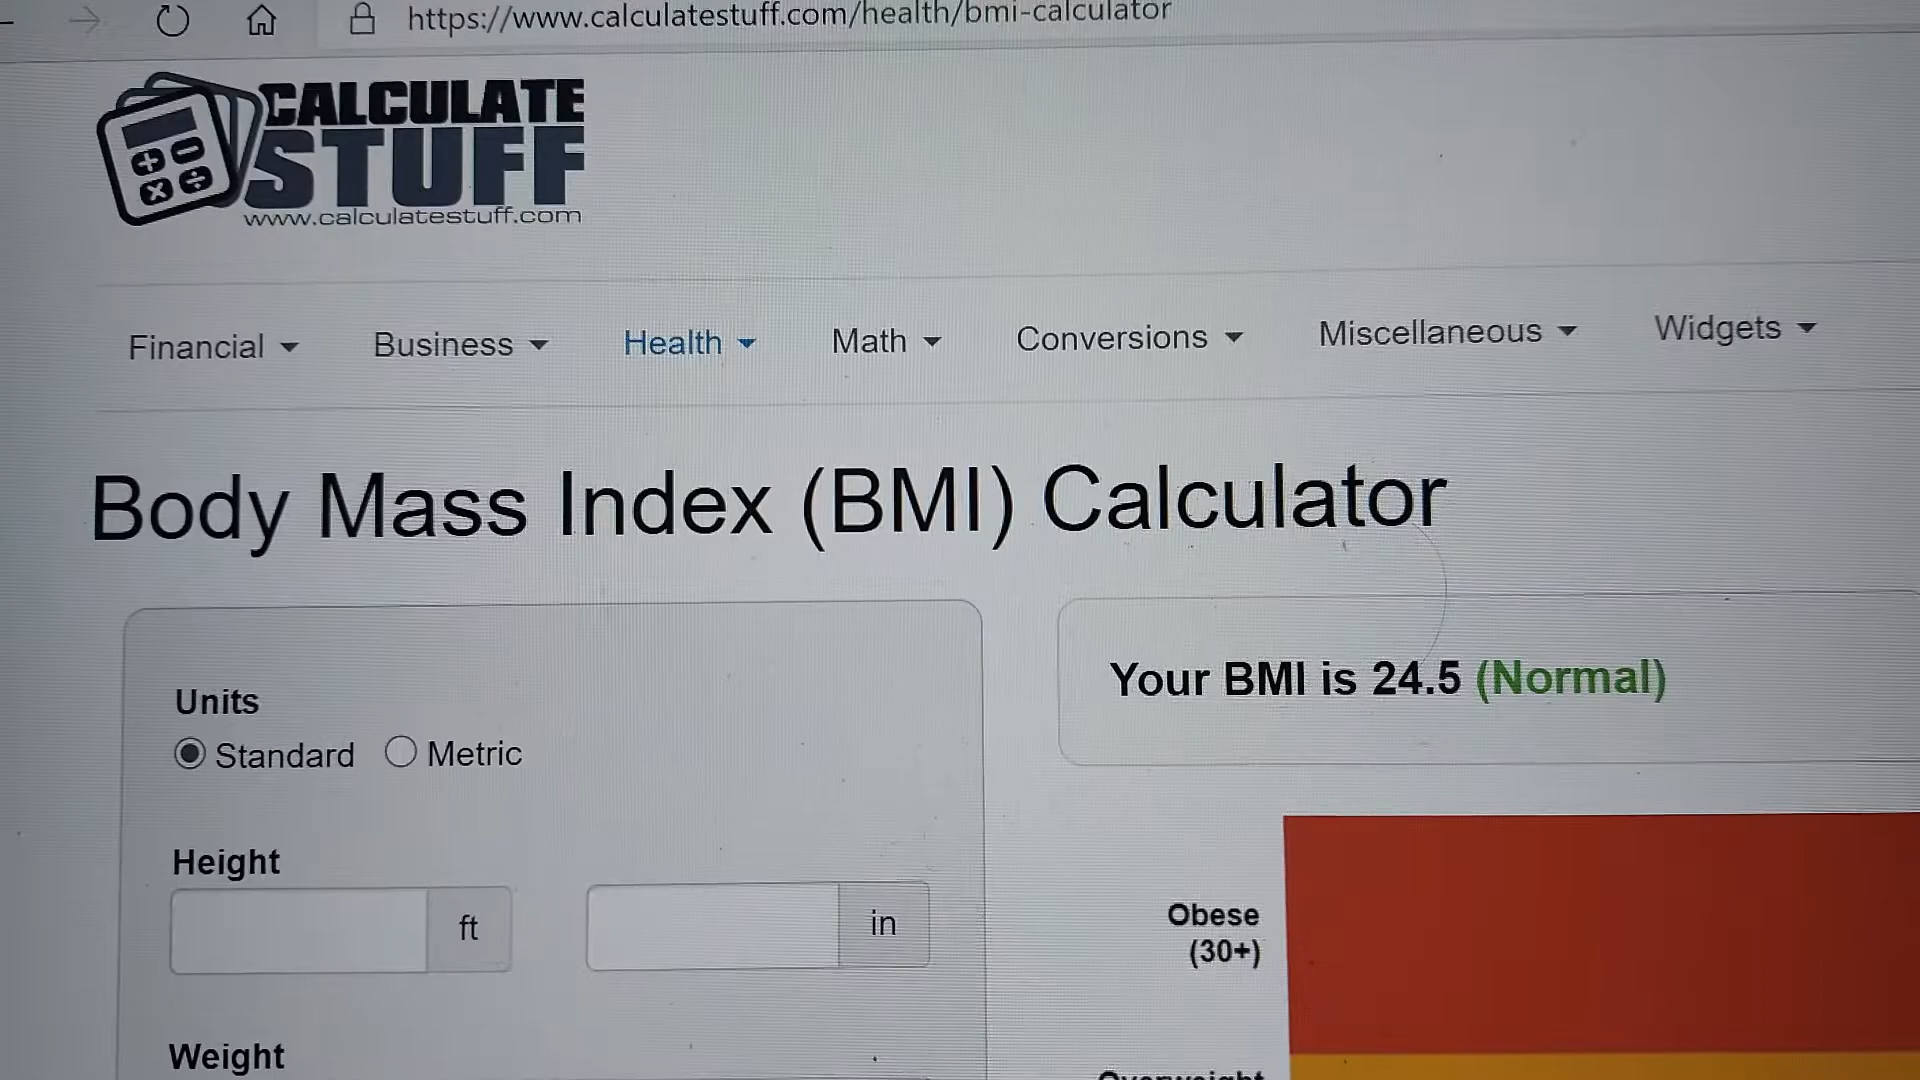 https://www.calculatestuff.com/health/bmi-calculator
CALCULATE
STUFF
www.calculatestuff.com
Financial Business Health Math Conversions Miscellaneous Widgets
Body Mass Index (BMI) Calculator
Units
Standard Metric
Your BMI is 24.5 (Normal)
Height
ft in
Weight
Obese
(30+)
Overweight